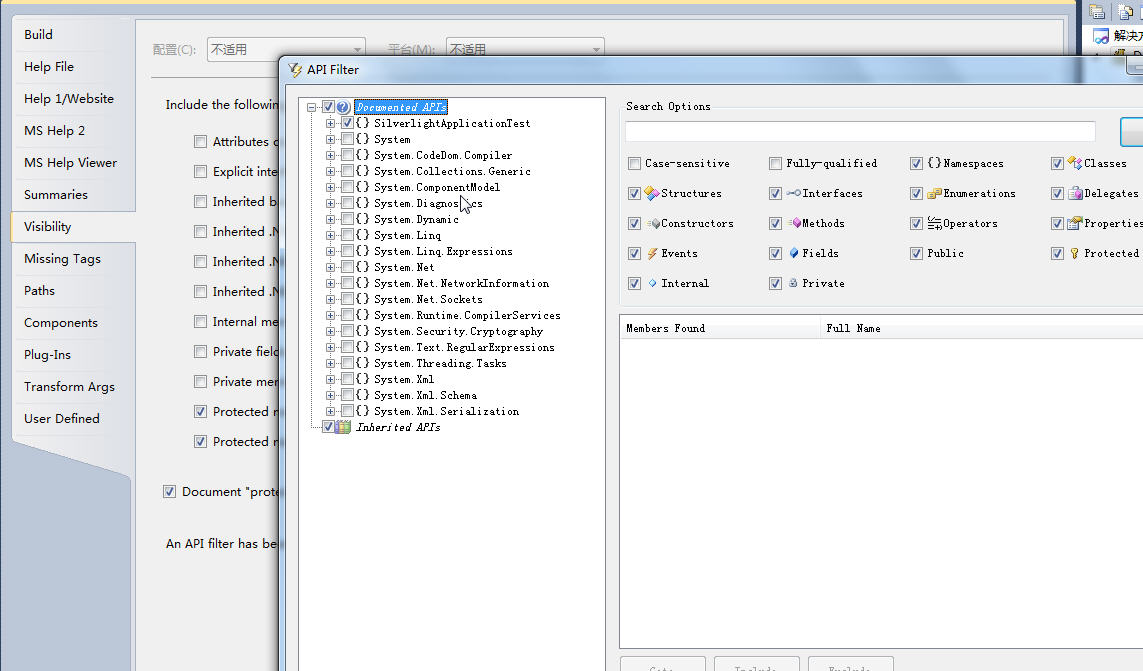 Build
Help File
Help 1/Website
MS Help 2
MS Help Viewer
Summaries
Visibility
Missing Tags
Paths
Components
Plug-Ins
Transform Args
User Defined
配置(C): 不适用 平台(M): 不适用
Include the followin
Attributes
Explicit inte
Inherited b
Inherited .N
Inherited .N
Inherited .N
Internal me
Private field
Private mem
Protected
Protected
Document "prote
An API filter has be
API Filter
Documented APIs
{} SilverlightApplicationTest
{} System
{} System.CodeDom.Compiler
{} System.Collections.Generic
{} System.ComponentModel
{} System.Diagnostics
{} System.Dynamic
{} System.Linq
{} System.Linq.Expressions
{} System.Net
{} System.Net.NetworkInformation
{} System.Net.Sockets
{} System.Runtime.CompilerServices
{} System.Security.Cryptography
{} System.Text.RegularExpressions
{} System.Threading.Tasks
{} System.Xml
{} System.Xml.Schema
{} System.Xml.Serialization
Inherited APIs
Search Options
Case-sensitive Fully-qualified {} Namespaces Classes
Structures Interfaces Enumerations Delegates
Constructors Methods Operators Properties
Events Fields Public Protected
Internal Private
Members Found Full Name
解决方